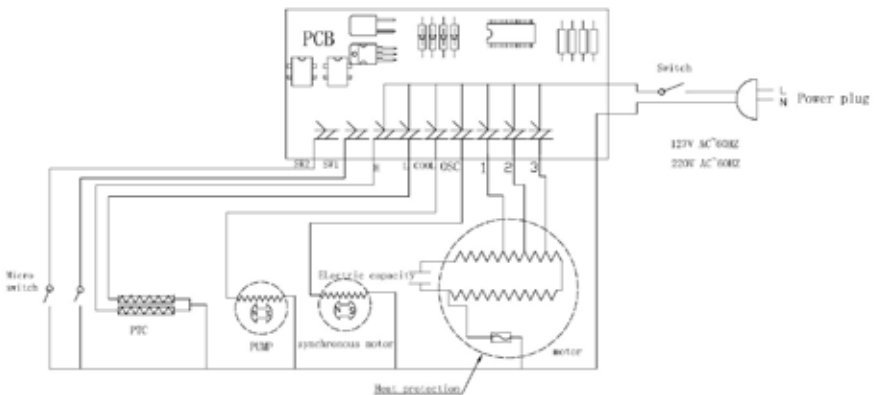 PCB
Switch
L
N
Power plug
127V AC~60HZ
220V AC~60HZ
SW2 SW1 H L COOL OSC 1 2 3
Micro
switch
Electric capacity
PTC
PUMP
synchronous motor
motor
Heat protection